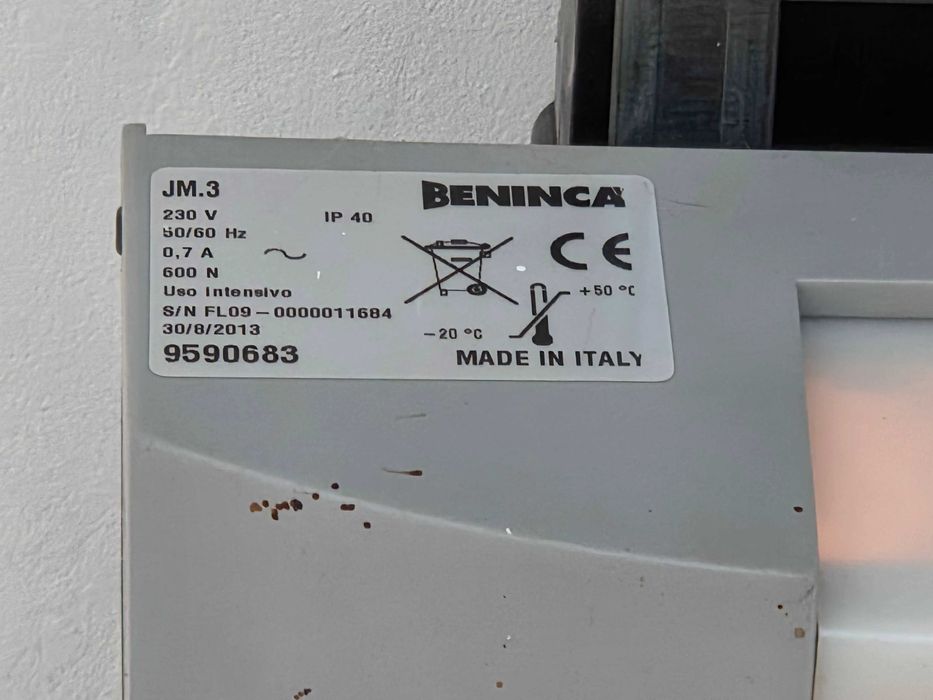 JM.3
BENINCA
230 V
IP 40
50/60 Hz
0,7 A ~
CE
600 N
Uso intensivo
+50 °C
S/N FL09-0000011684
30/8/2013
-20 °C
9590683
MADE IN ITALY